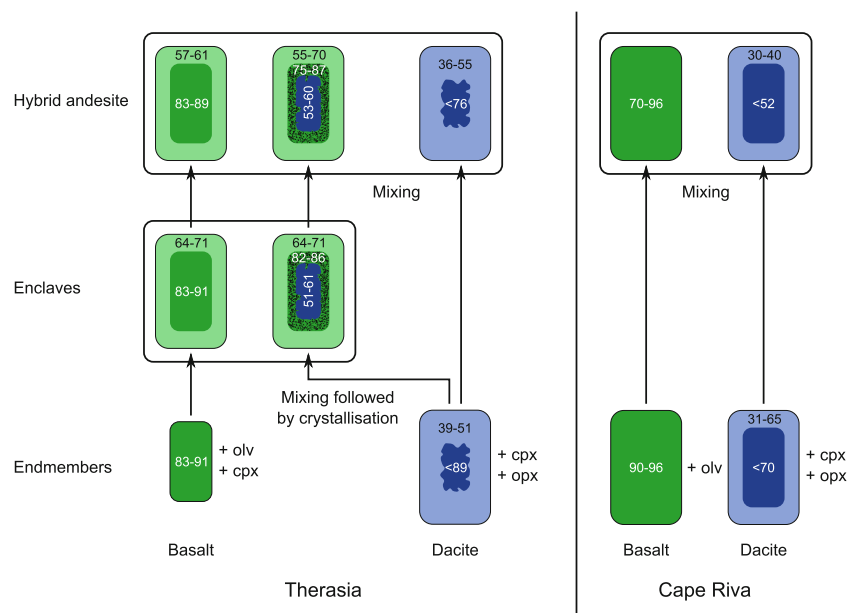 57-61
55-70
75-87
36-55
30-40
Hybrid andesite
83-89
53-60
<76
70-96
<52
Mixing
Mixing
64-71
64-71
82-86
Enclaves
83-91
51-61
Mixing followed
by crystallisation
39-51
31-65
Endmembers
83-91
+ olv
+ cpx
<89
+ cpx
+ opx
90-96
+ olv
<70
+ cpx
+ opx
Basalt
Dacite
Basalt
Dacite
Therasia
Cape Riva